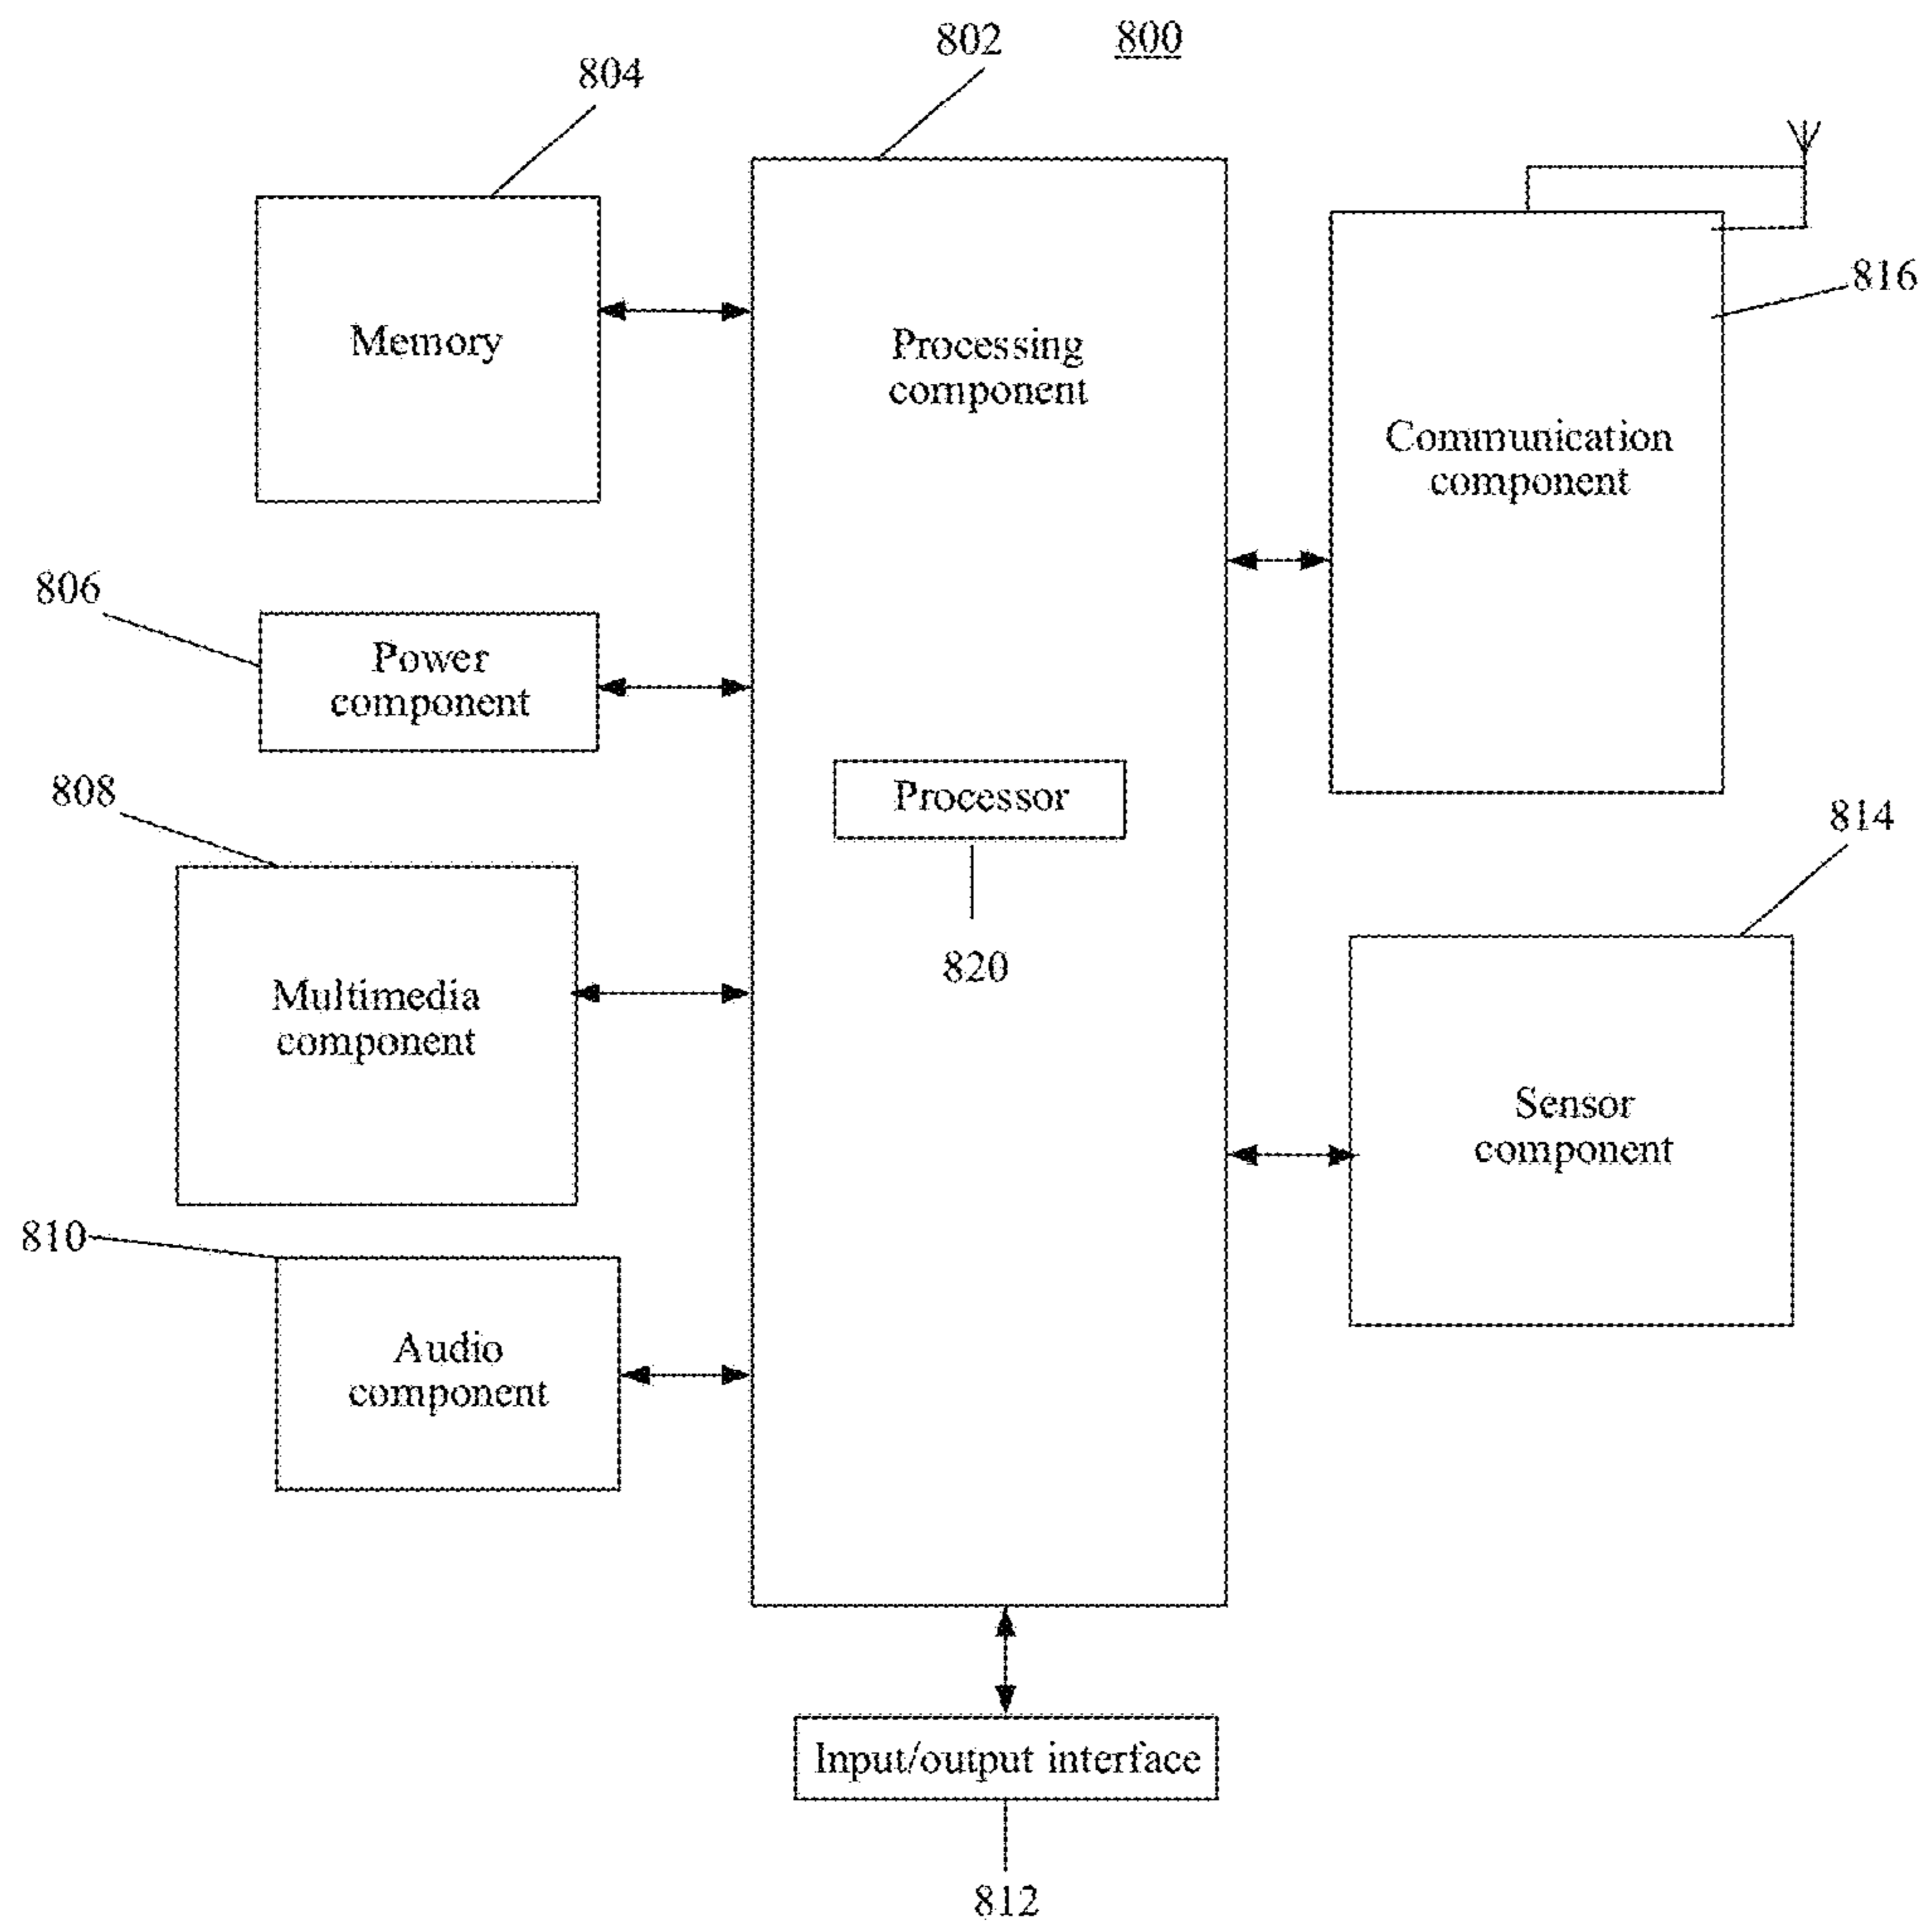 802
800
804
816
Memory
Processing
component
Communication
component
806
Power
component
808
Processor
814
820
Multimedia
component
Sensor
component
810
Audio
component
Input/output interface
812